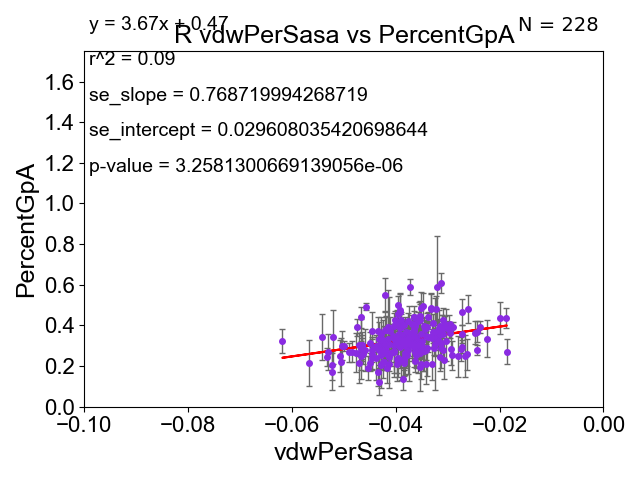 y = 3.67x + 0.47
N = 228
R vdwPerSasa vs PercentGpA
r^2 = 0.09
se_slope = 0.768719994268719
se_intercept = 0.029608035420698644
p-value = 3.2581300669139056e-06
PercentGpA
1.6
1.4
1.2
1.0
0.8
0.6
0.4
0.2
0.0
−0.10
−0.08
−0.06
−0.04
−0.02
0.00
vdwPerSasa